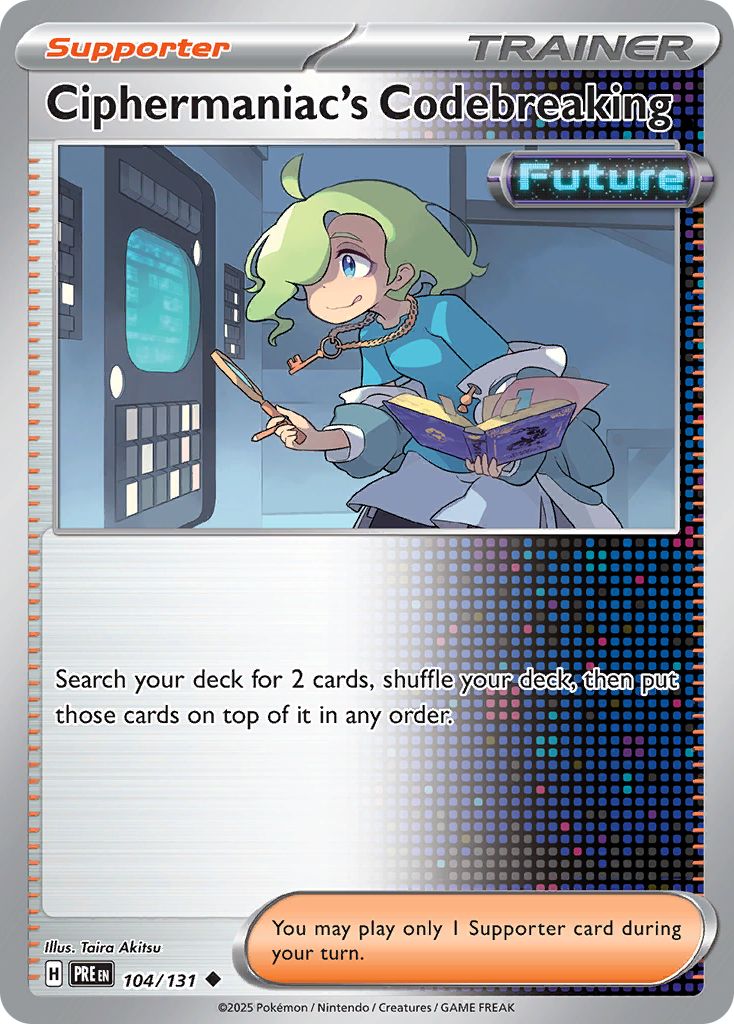 Supporter
TRAINER
Ciphermaniac's Codebreaking
Future
Search your deck for 2 cards, shuffle your deck, then put
those cards on top of it in any order.
You may play only 1 Supporter card during
your turn.
Illus. Taira Akitsu
H PRE EN 104/131
©2025 Pokémon / Nintendo / Creatures / GAME FREAK